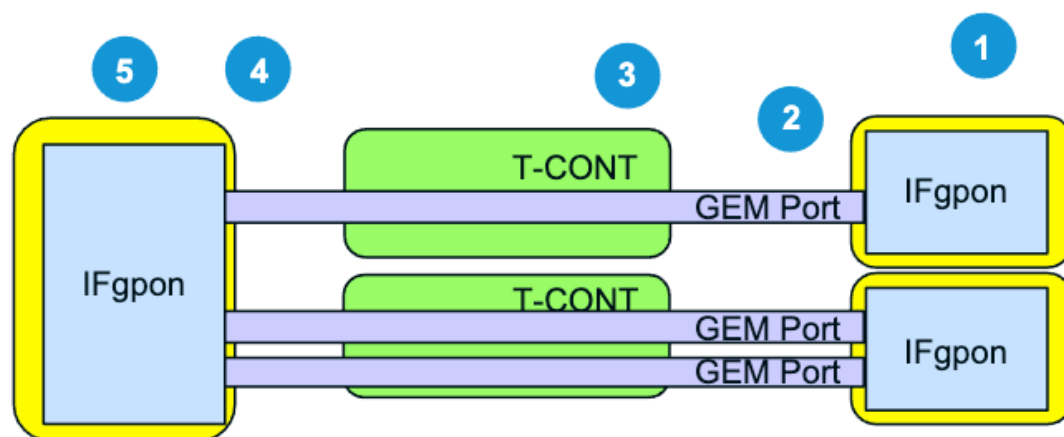 1
5
4
3
2
T-CONT
GEM Port
IFgpon
IFgpon
T-CONT
GEM Port
IFgpon
GEM Port